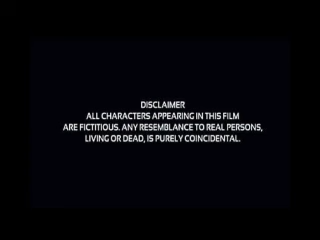 DISCLAIMER
ALL CHARACTERS APPEARING IN THIS FILM
ARE FICTITIOUS. ANY RESEMBLANCE TO REAL PERSONS,
LIVING OR DEAD, IS PURELY COINCIDENTAL.